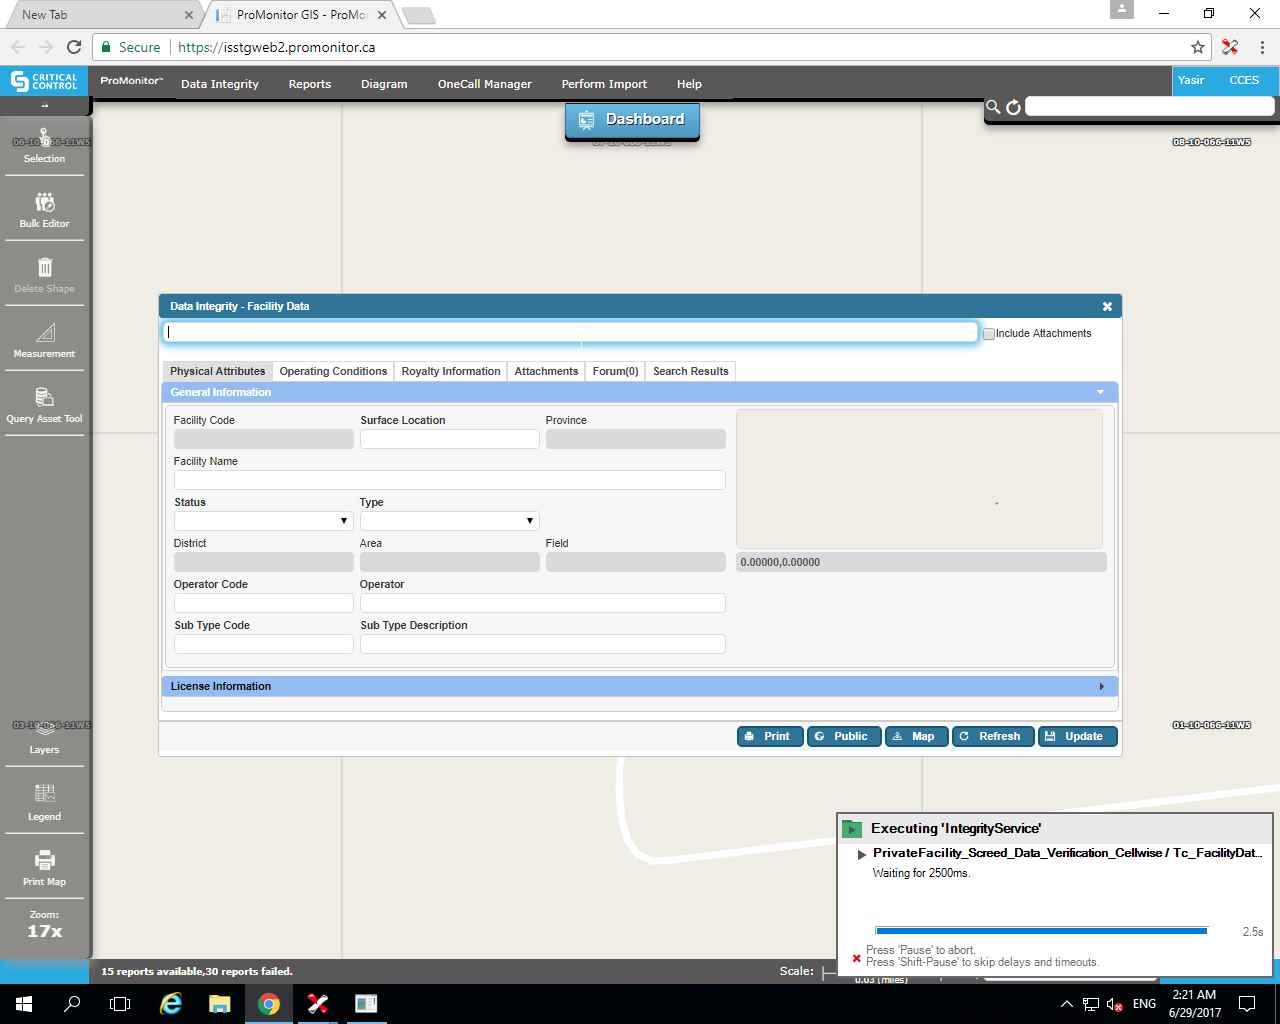 New Tab
ProMonitor GIS - ProMo
Secure
https://isstgweb2.promonitor.ca
CRITICAL CONTROL
ProMonitor™
Data Integrity
Reports
Diagram
OneCall Manager
Perform Import
Help
Yasir
CCES
Dashboard
06-10-066-11W5
08-10-066-11W5
Selection
Bulk Editor
Delete Shape
Measurement
Query Asset Tool
Data Integrity - Facility Data
Include Attachments
Physical Attributes
Operating Conditions
Royalty Information
Attachments
Forum(0)
Search Results
General Information
Facility Code
Surface Location
Province
Facility Name
Status
Type
District
Area
Field
0.00000,0.00000
Operator Code
Operator
Sub Type Code
Sub Type Description
License Information
Print
Public
Map
Refresh
Update
01-10-066-11W5
Layers
Legend
Print Map
Zoom:
17x
Executing 'IntegrityService'
PrivateFacility_Screed_Data_Verification_Cellwise / Tc_FacilityDat...
Waiting for 2500ms.
2.5s
Press 'Pause' to abort.
Press 'Shift-Pause' to skip delays and timeouts.
15 reports available,30 reports failed.
Scale:
0.03 (miles)
ENG
2:21 AM
6/29/2017